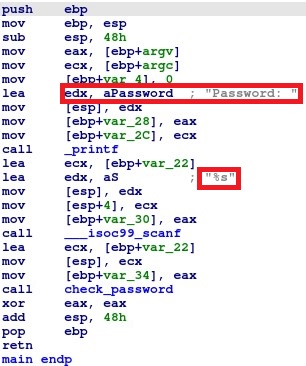 push    ebp
mov     ebp, esp
sub     esp, 48h
mov     eax, [ebp+argv]
mov     ecx, [ebp+argc]
mov     [ebp+var_4], 0
lea     edx, aPassword  ; "Password: "
mov     [esp], edx
mov     [ebp+var_28], eax
mov     [ebp+var_2C], ecx
call    _printf
lea     ecx, [ebp+var_22]
lea     edx, aS         ; "%s"
mov     [esp], edx
mov     [esp+4], ecx
mov     [ebp+var_30], eax
call    ___isoc99_scanf
lea     ecx, [ebp+var_22]
mov     [esp], ecx
mov     [ebp+var_34], eax
call    check_password
xor     eax, eax
add     esp, 48h
pop     ebp
retn
main endp